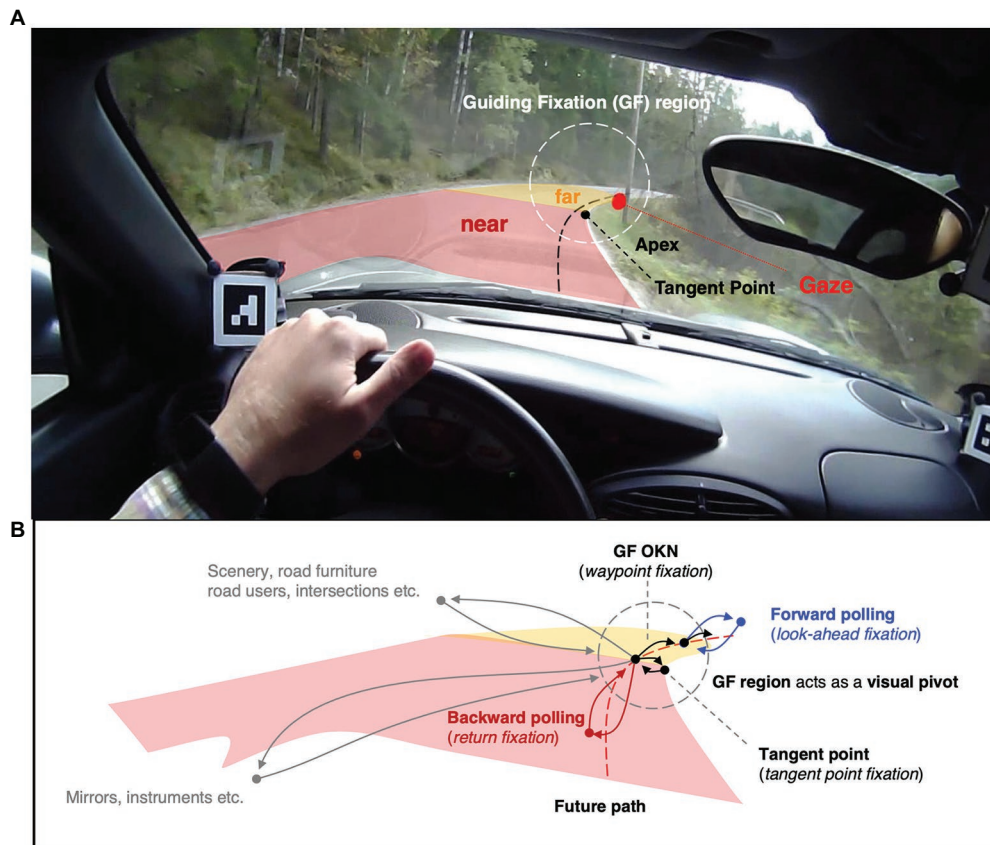 A
Guiding Fixation (GF) region
far
near
Apex
Tangent Point
Gaze
B
GF OKN
(waypoint fixation)
Scenery, road furniture
road users, intersections etc.
Forward polling
(look-ahead fixation)
GF region acts as a visual pivot
Backward polling
(return fixation)
Tangent point
(tangent point fixation)
Mirrors, instruments etc.
Future path